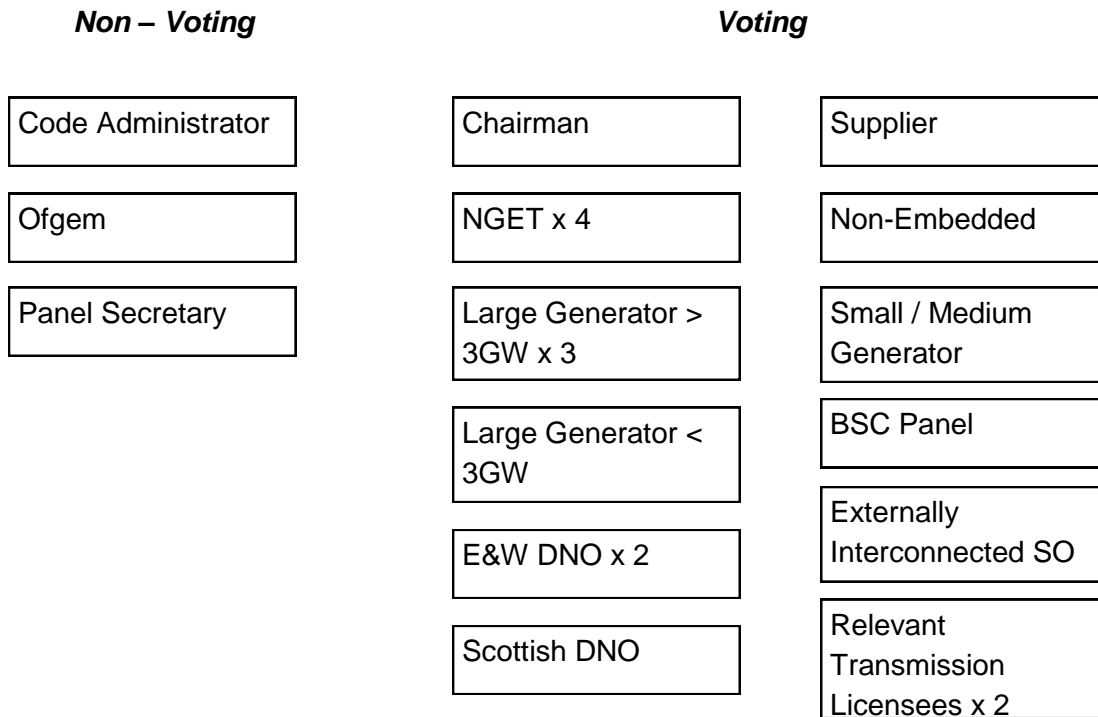 Non – Voting
Voting
Code Administrator
Ofgem
Panel Secretary
Chairman
NGET x 4
Large Generator >
3GW x 3
Large Generator <
3GW
E&W DNO x 2
Scottish DNO
Supplier
Non-Embedded
Small / Medium
Generator
BSC Panel
Externally
Interconnected SO
Relevant
Transmission
Licensees x 2